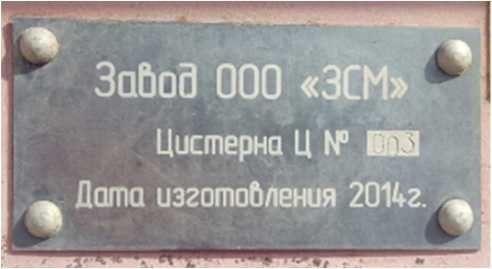 Завод ООО «ЗСМ»
Цистерна Ц № 003
Дата изготовления 2014г.